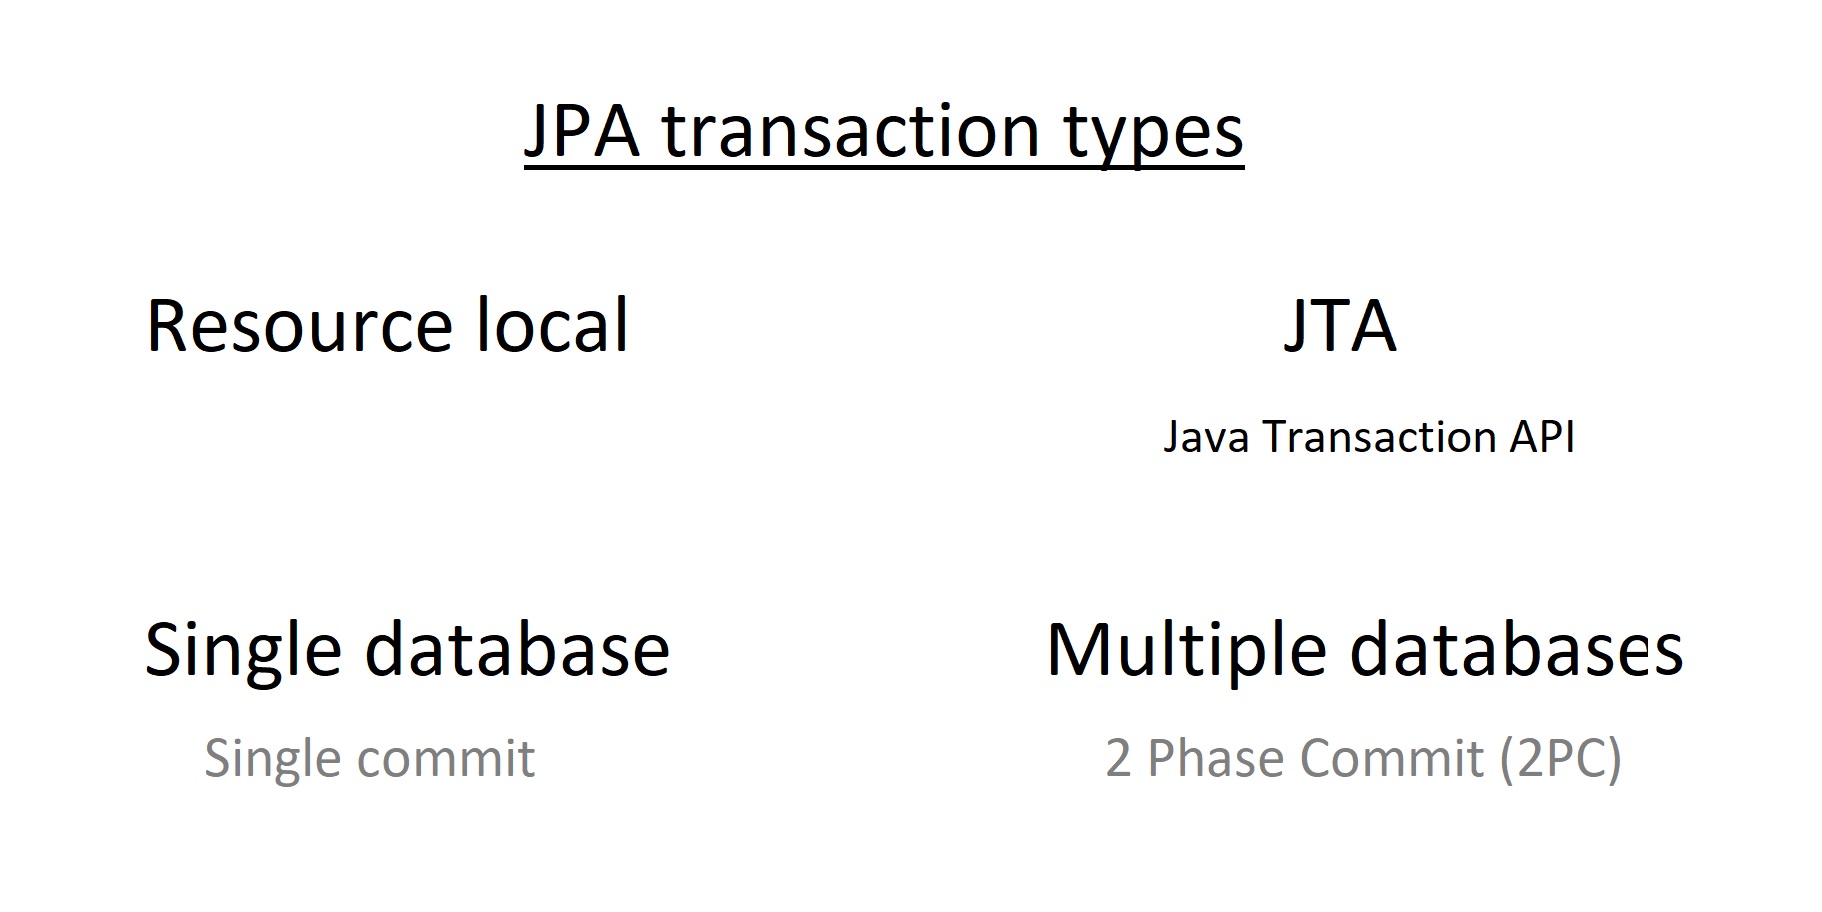 JPA transaction types
Resource local
JTA
Java Transaction API
Single database
Multiple databases
Single commit
2 Phase Commit (2PC)